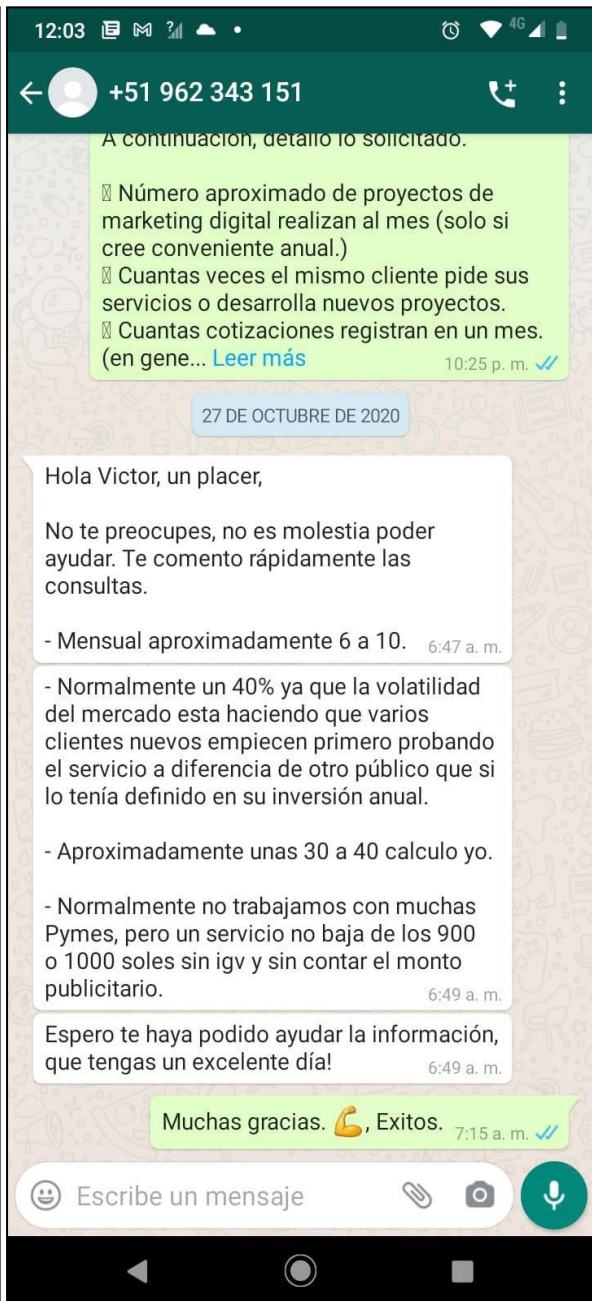 12:03
4G
+51 962 343 151
A continuación, detallo lo solicitado.
Número aproximado de proyectos de
marketing digital realizan al mes (solo si
cree conveniente anual.)
Cuantas veces el mismo cliente pide sus
servicios o desarrolla nuevos proyectos.
Cuantas cotizaciones registran en un mes.
(en gene... Leer más
10:25 p. m.
27 DE OCTUBRE DE 2020
Hola Victor, un placer,
No te preocupes, no es molestia poder
ayudar. Te comento rápidamente las
consultas.
- Mensual aproximadamente 6 a 10.
6:47 a. m.
- Normalmente un 40% ya que la volatilidad
del mercado esta haciendo que varios
clientes nuevos empiecen primero probando
el servicio a diferencia de otro público que si
lo tenía definido en su inversión anual.
- Aproximadamente unas 30 a 40 calculo yo.
- Normalmente no trabajamos con muchas
Pymes, pero un servicio no baja de los 900
o 1000 soles sin igv y sin contar el monto
publicitario.
6:49 a. m.
Espero te haya podido ayudar la información,
que tengas un excelente día!
6:49 a. m.
Muchas gracias. 💪, Exitos.
7:15 a. m.
Escribe un mensaje